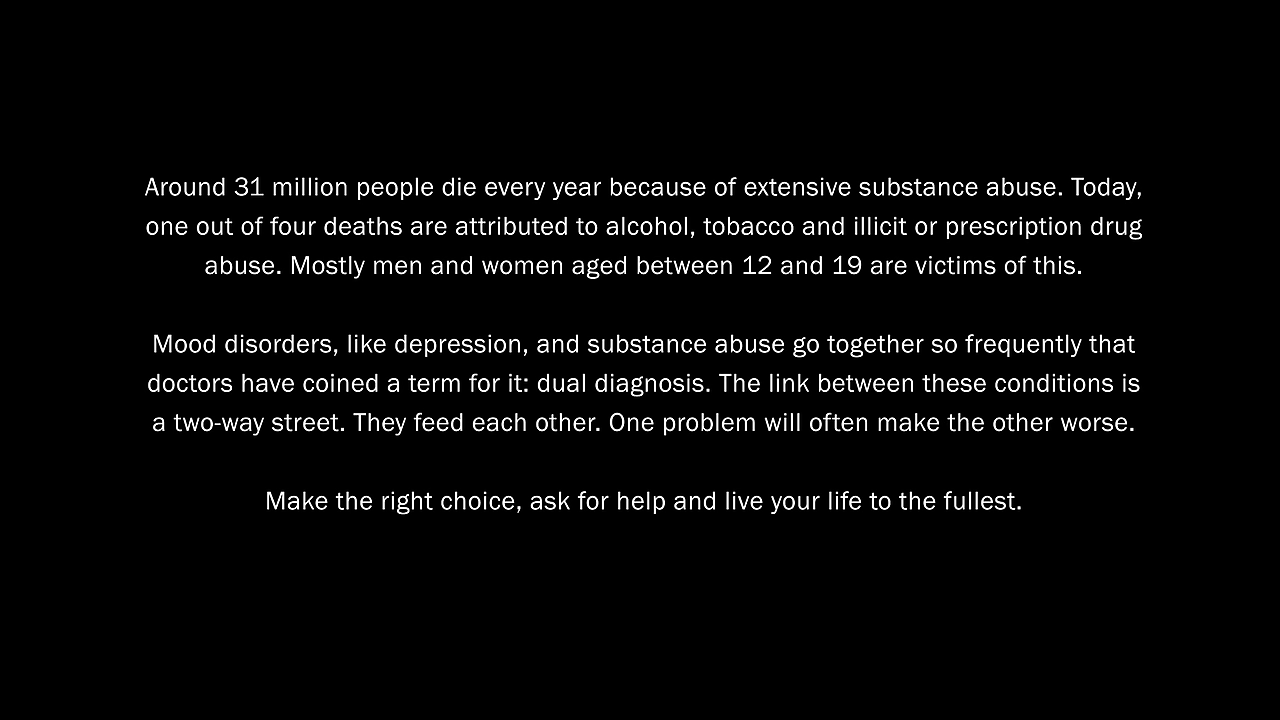 Around 31 million people die every year because of extensive substance abuse. Today,
one out of four deaths are attributed to alcohol, tobacco and illicit or prescription drug
abuse. Mostly men and women aged between 12 and 19 are victims of this.
Mood disorders, like depression, and substance abuse go together so frequently that
doctors have coined a term for it: dual diagnosis. The link between these conditions is
a two-way street. They feed each other. One problem will often make the other worse.
Make the right choice, ask for help and live your life to the fullest.